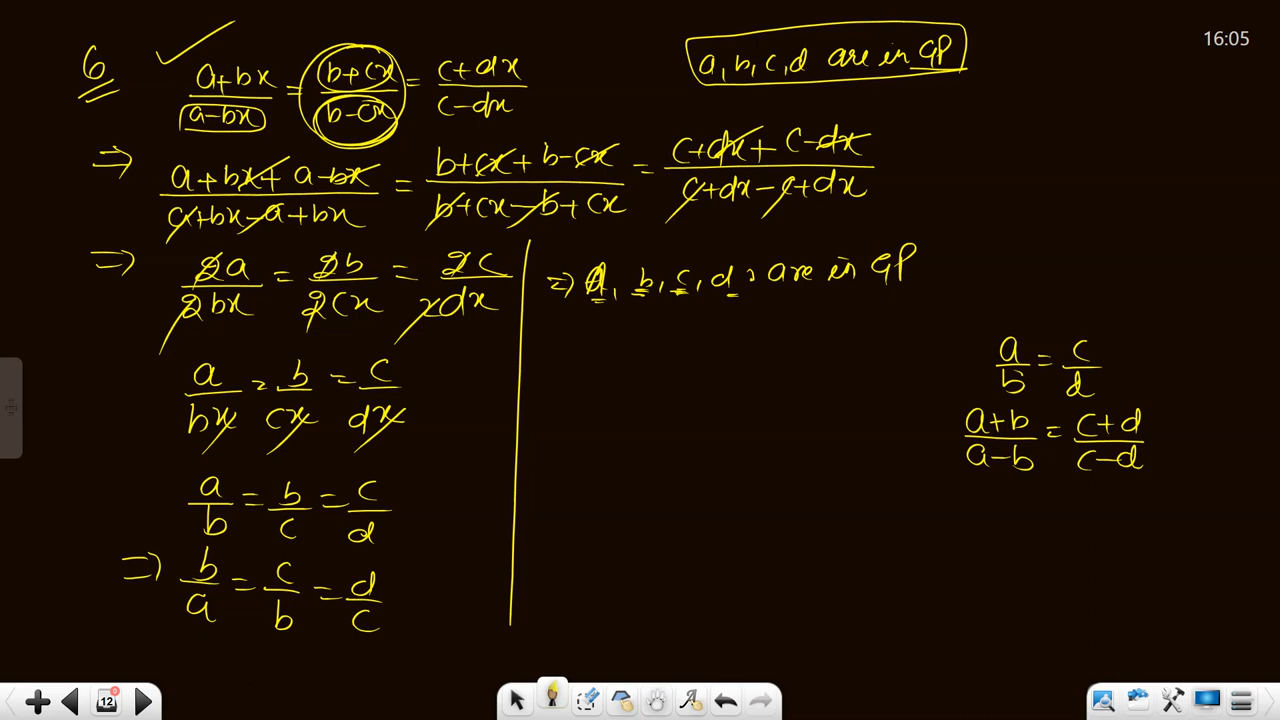 16:05
6 (a+bx)/(a-bx) = (b+cx)/(b-cx) = (c+dx)/(c-dx)
a, b, c, d are in GP
⇒ (a+bx+a-bx)/(a+bx-a+bx) = (b+cx+b-cx)/(b+cx-b+cx) = (c+dx+c-dx)/(c+dx-c+dx)
⇒ 2a/2bx = 2b/2cx = 2c/2dx
a/bx = b/cx = c/dx
a/b = b/c = c/d
⇒ b/a = c/b = d/c
⇒ a, b, c, d are in GP
a/b = c/d
(a+b)/(a-b) = (c+d)/(c-d)
12
0